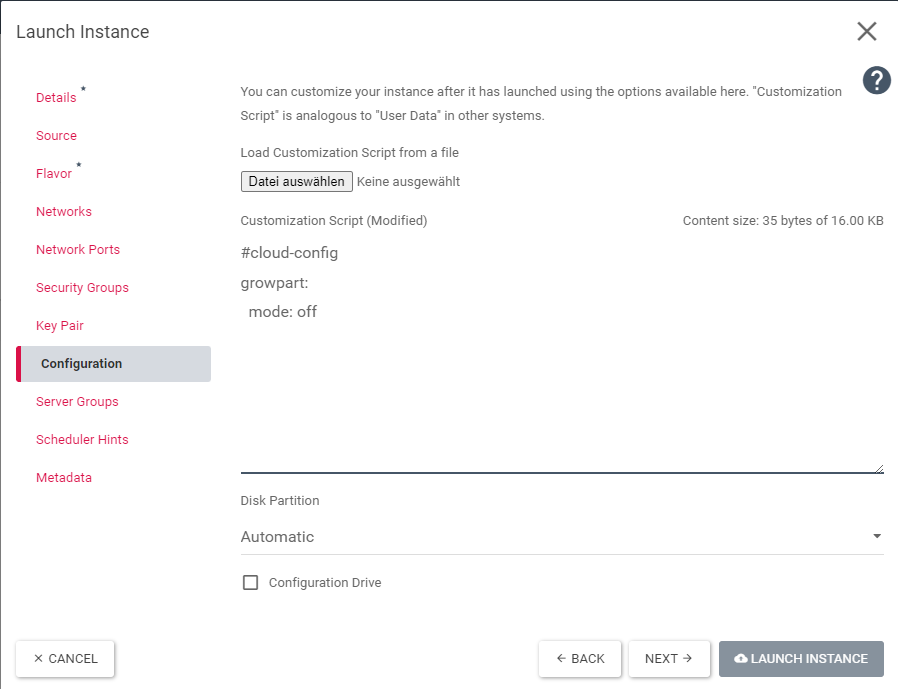 Launch Instance
Details *
Source
Flavor *
Networks
Network Ports
Security Groups
Key Pair
Configuration
Server Groups
Scheduler Hints
Metadata
You can customize your instance after it has launched using the options available here. "Customization
Script" is analogous to "User Data" in other systems.
?
Load Customization Script from a file
Datei auswählen Keine ausgewählt
Customization Script (Modified) Content size: 35 bytes of 16.00 KB
#cloud-config
growpart:
  mode: off
Disk Partition
Automatic
Configuration Drive
× CANCEL
← BACK
NEXT →
LAUNCH INSTANCE